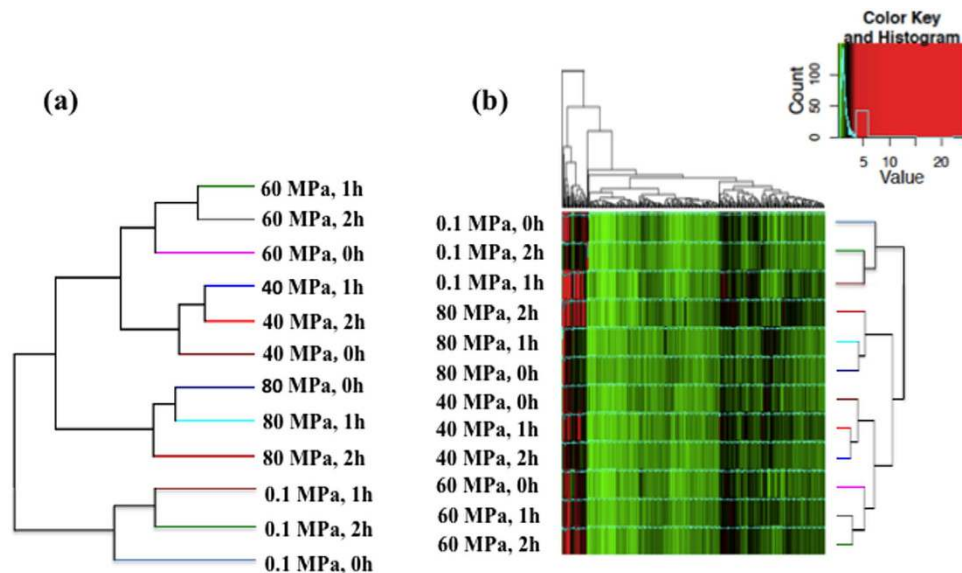 (a)
60 MPa, 1h
60 MPa, 2h
60 MPa, 0h
40 MPa, 1h
40 MPa, 2h
40 MPa, 0h
80 MPa, 0h
80 MPa, 1h
80 MPa, 2h
0.1 MPa, 1h
0.1 MPa, 2h
0.1 MPa, 0h
(b)
Color Key
and Histogram
Count
0 50 100
5 10 20
Value
0.1 MPa, 0h
0.1 MPa, 2h
0.1 MPa, 1h
80 MPa, 2h
80 MPa, 1h
80 MPa, 0h
40 MPa, 0h
40 MPa, 1h
40 MPa, 2h
60 MPa, 0h
60 MPa, 1h
60 MPa, 2h